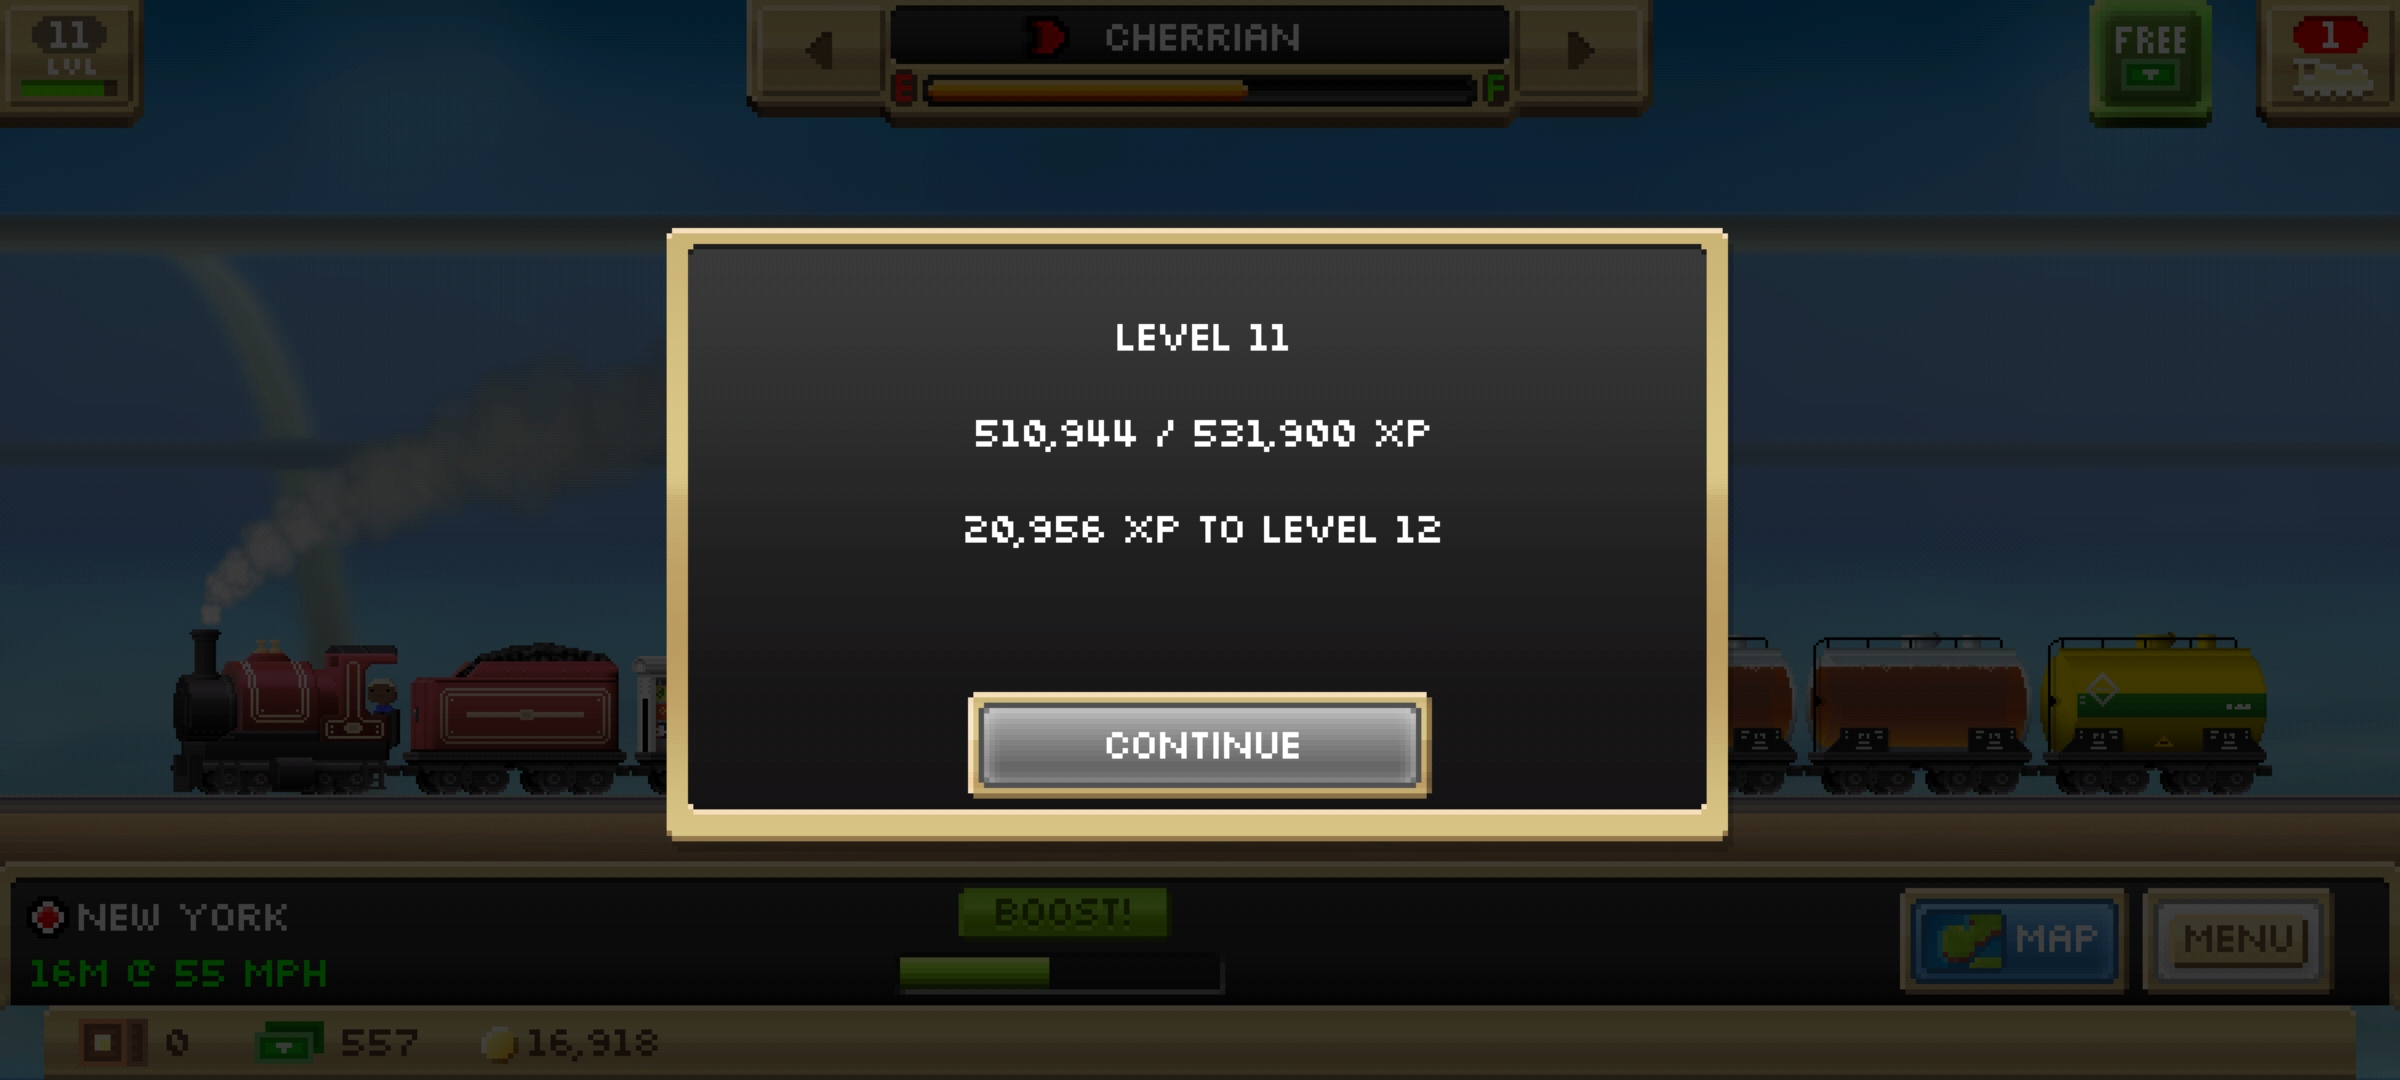 11
LVL
CHERRIAN
E
F
FREE
1
LEVEL 11
510,944 / 531,900 XP
20,956 XP TO LEVEL 12
CONTINUE
NEW YORK
16M @ 55 MPH
BOOST!
MAP
MENU
0
557
16,918